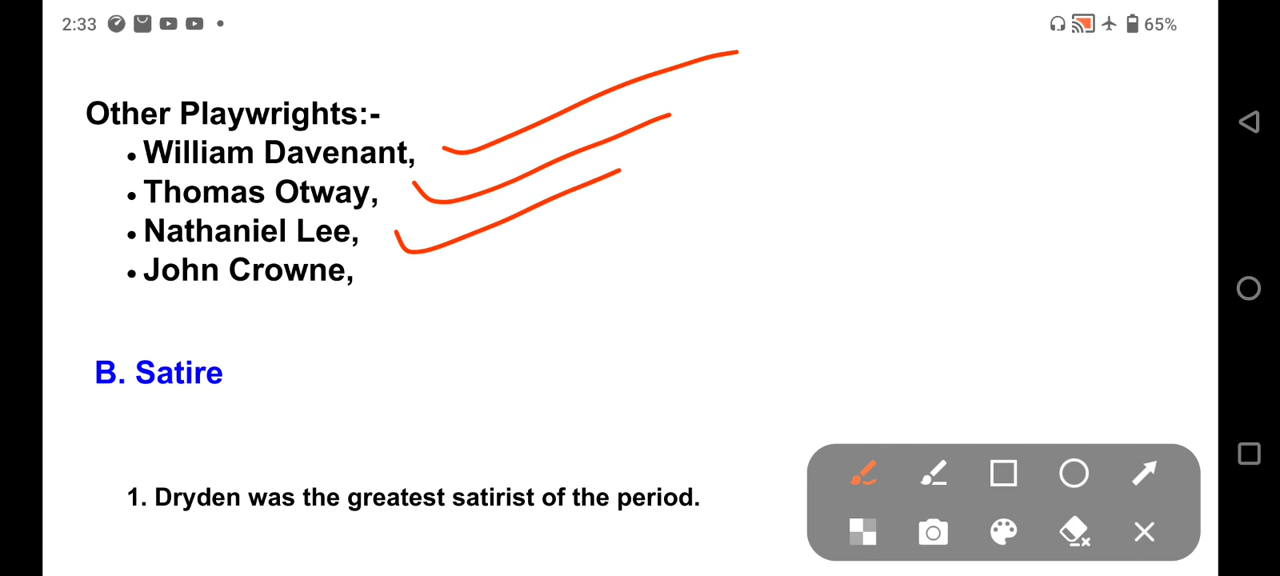 2:33
65%
Other Playwrights:-
• William Davenant,
• Thomas Otway,
• Nathaniel Lee,
• John Crowne,
B. Satire
1. Dryden was the greatest satirist of the period.